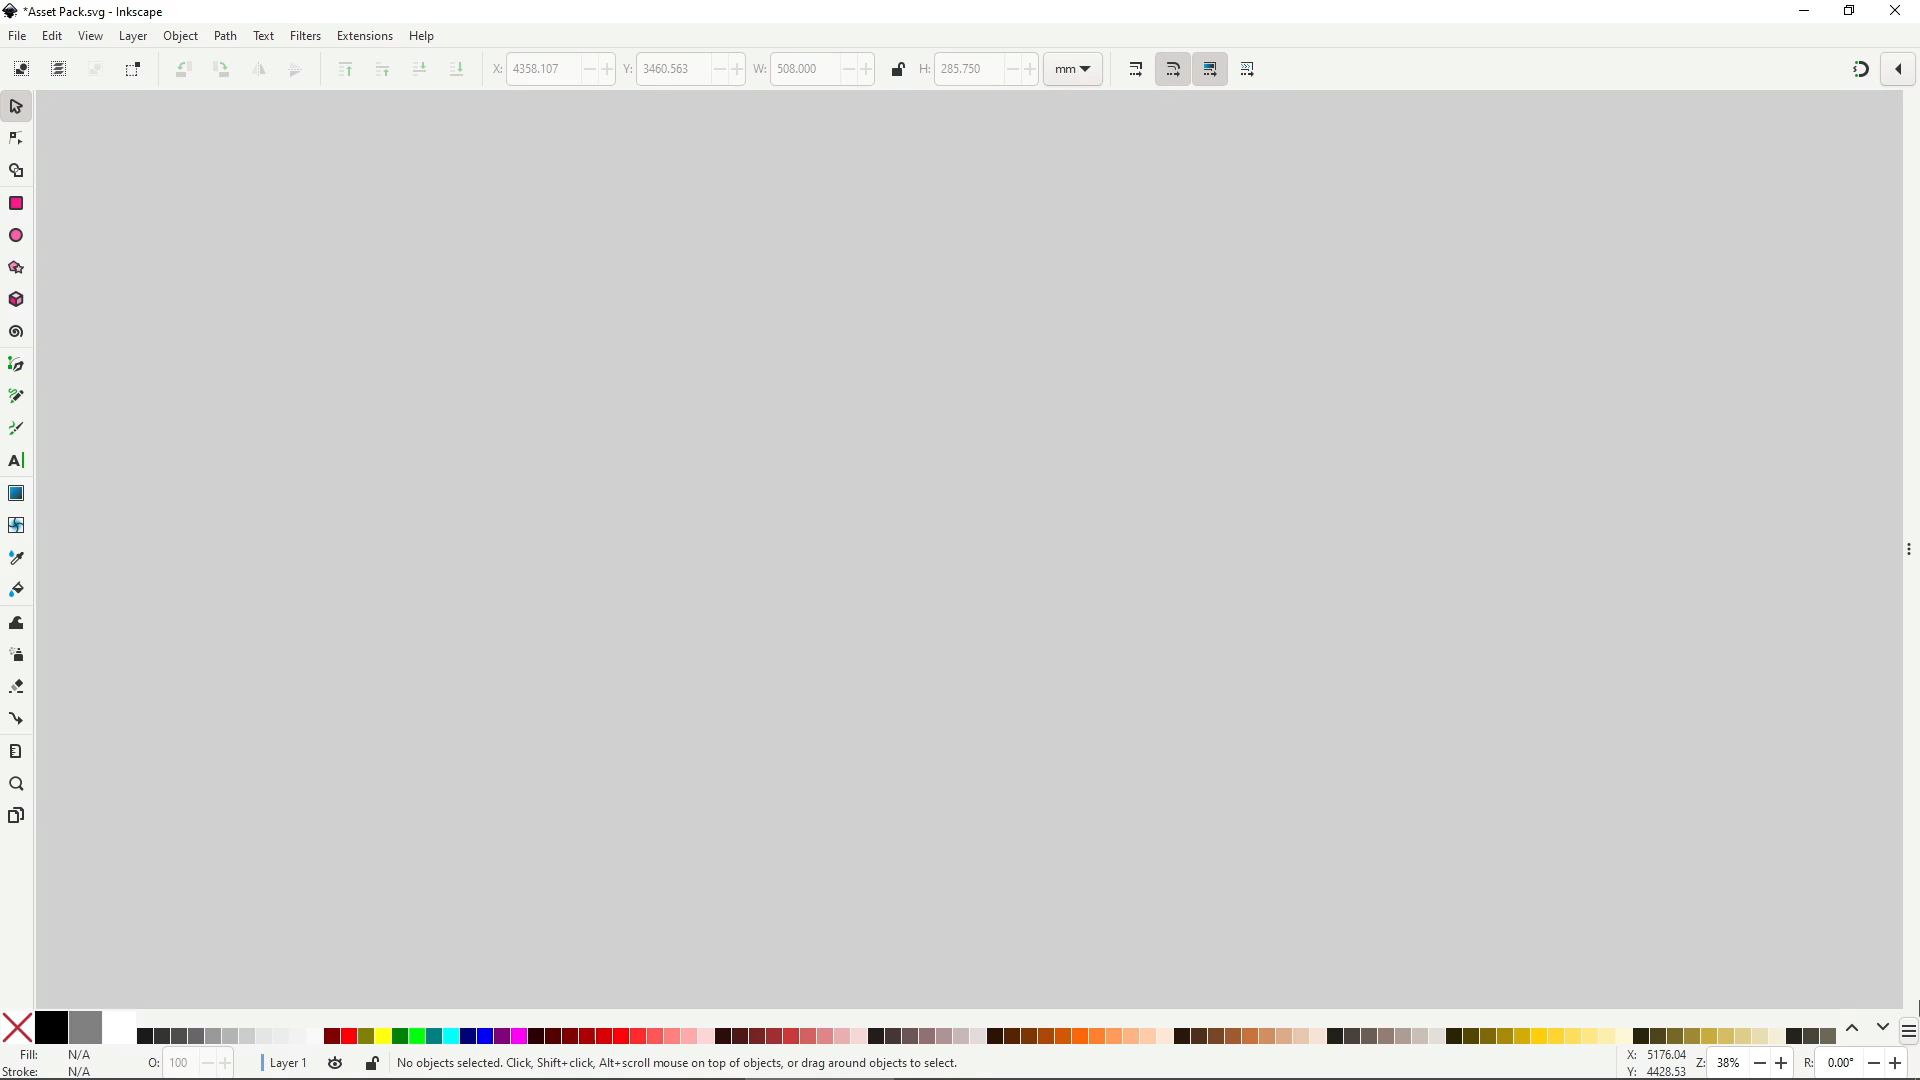 *Asset Pack.svg - Inkscape
File Edit View Layer Object Path Text Filters Extensions Help
X: 4358.107 Y: 3460.563 W: 508.000 H: 285.750 mm
Fill: N/A O: 100 Layer 1 No objects selected. Click, Shift+click, Alt+scroll mouse on top of objects, or drag around objects to select. X: 5176.04 Z: 38% R: 0.00°
Stroke: N/A Y: 4428.53